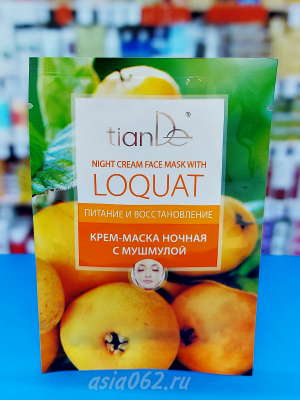 tianDe®
NIGHT CREAM FACE MASK WITH
LOQUAT
ПИТАНИЕ И ВОССТАНОВЛЕНИЕ
КРЕМ-МАСКА НОЧНАЯ
С МУШМУЛОЙ
asia062.ru